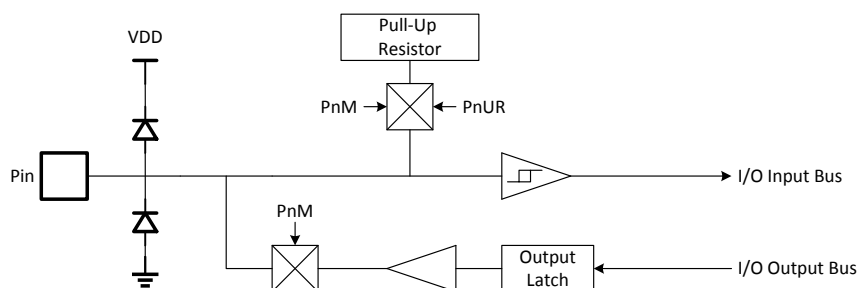 VDD
Pull-Up
Resistor
PnM
PnUR
Pin
I/O Input Bus
PnM
Output
Latch
I/O Output Bus